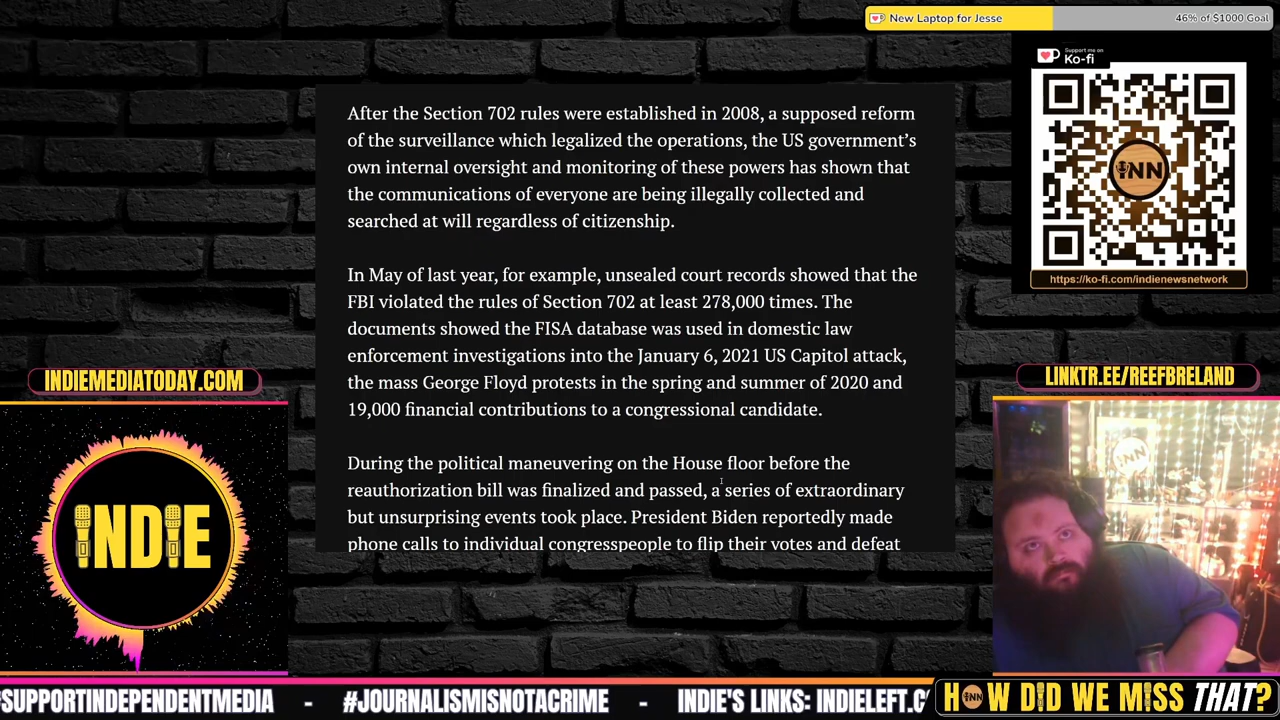 New Laptop for Jesse
46% of $1000 Goal
Support me on
Ko-fi
INN
https://ko-fi.com/indienewsnetwork
After the Section 702 rules were established in 2008, a supposed reform
of the surveillance which legalized the operations, the US government’s
own internal oversight and monitoring of these powers has shown that
the communications of everyone are being illegally collected and
searched at will regardless of citizenship.
In May of last year, for example, unsealed court records showed that the
FBI violated the rules of Section 702 at least 278,000 times. The
documents showed the FISA database was used in domestic law
enforcement investigations into the January 6, 2021 US Capitol attack,
the mass George Floyd protests in the spring and summer of 2020 and
19,000 financial contributions to a congressional candidate.
During the political maneuvering on the House floor before the
reauthorization bill was finalized and passed, a series of extraordinary
but unsurprising events took place. President Biden reportedly made
phone calls to individual congresspeople to flip their votes and defeat
INDIEMEDIATODAY.COM
INDIE
LINKTR.EE/REEFBRELAND
#SUPPORTINDEPENDENTMEDIA - #JOURNALISMISNOTACRIME - INDIE'S LINKS: INDIELEFT.C
HOW DID WE MISS THAT?